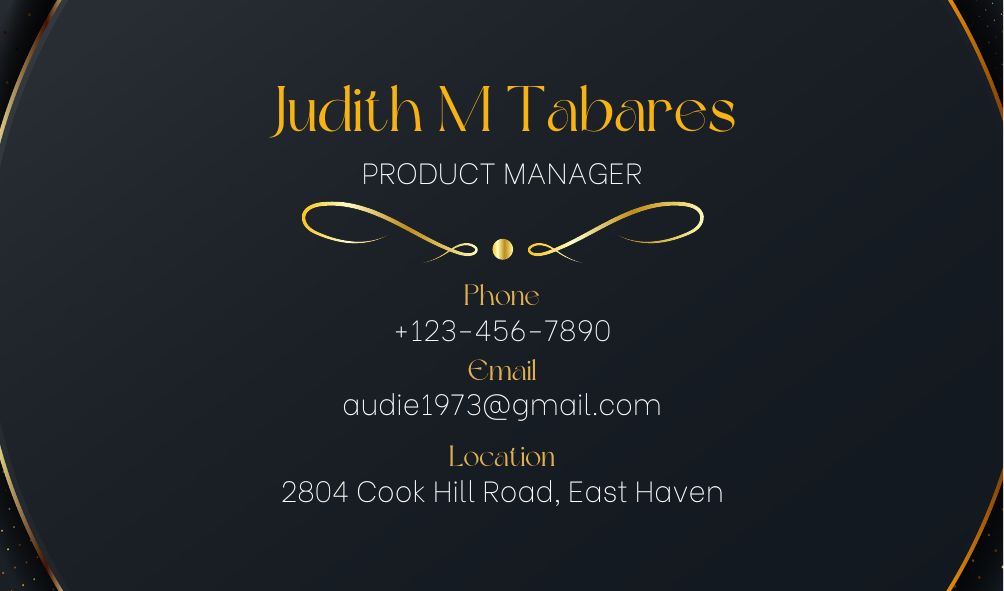 Judith M Tabares
PRODUCT MANAGER
Phone
+123-456-7890
Email
audie1973@gmail.com
Location
2804 Cook Hill Road, East Haven